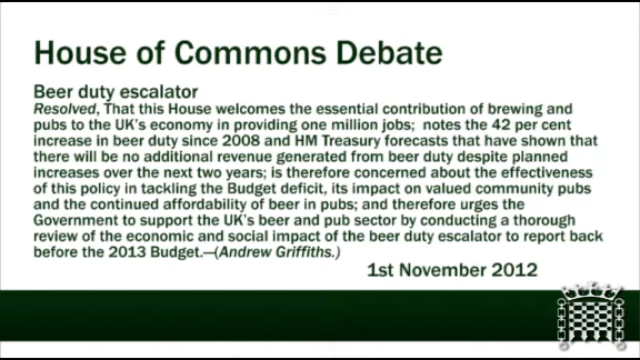 House of Commons Debate
Beer duty escalator
Resolved, That this House welcomes the essential contribution of brewing and
pubs to the UK's economy in providing one million jobs;  notes the 42 per cent
increase in beer duty since 2008 and HM Treasury forecasts that have shown that
there will be no additional revenue generated from beer duty despite planned
increases over the next two years; is therefore concerned about the effectiveness
of this policy in tackling the Budget deficit, its impact on valued community pubs
and the continued affordability of beer in pubs; and therefore urges the
Government to support the UK's beer and pub sector by conducting a thorough
review of the economic and social impact of the beer duty escalator to report back
before the 2013 Budget.—(Andrew Griffiths.)
1st November 2012